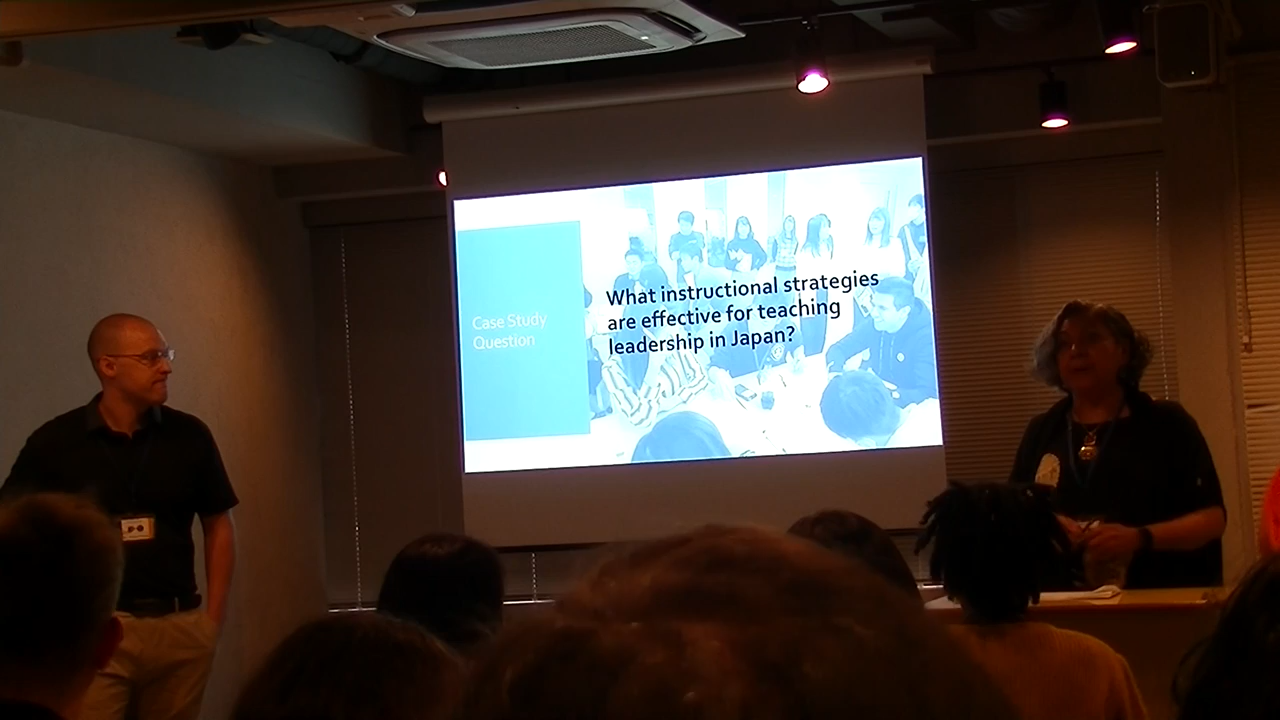 Case Study
Question
What instructional strategies
are effective for teaching
leadership in Japan?